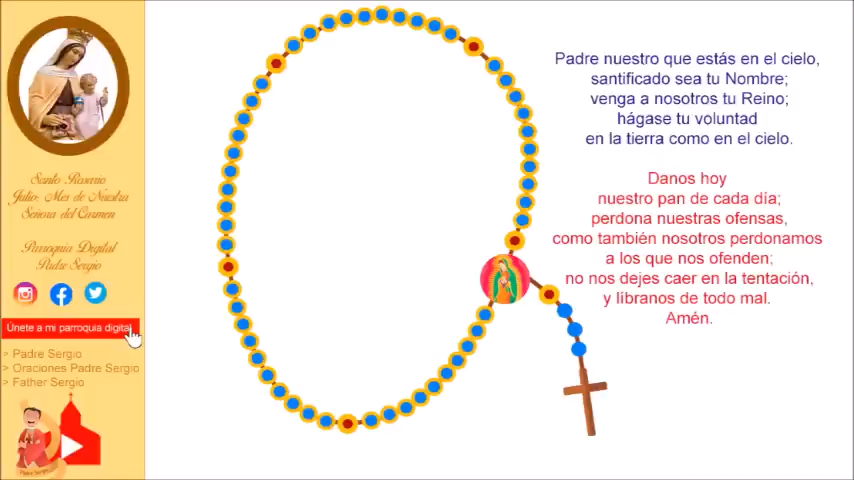 Santo Rosario
Julio: Mes de Nuestra
Señora del Carmen
Parroquia Digital
Padre Sergio
Únete a mi parroquia digital
> Padre Sergio
> Oraciones Padre Sergio
> Father Sergio
Padre Sergio
Padre nuestro que estás en el cielo,
santificado sea tu Nombre;
venga a nosotros tu Reino;
hágase tu voluntad
en la tierra como en el cielo.
Danos hoy
nuestro pan de cada día;
perdona nuestras ofensas,
como también nosotros perdonamos
a los que nos ofenden;
no nos dejes caer en la tentación,
y líbranos de todo mal.
Amén.